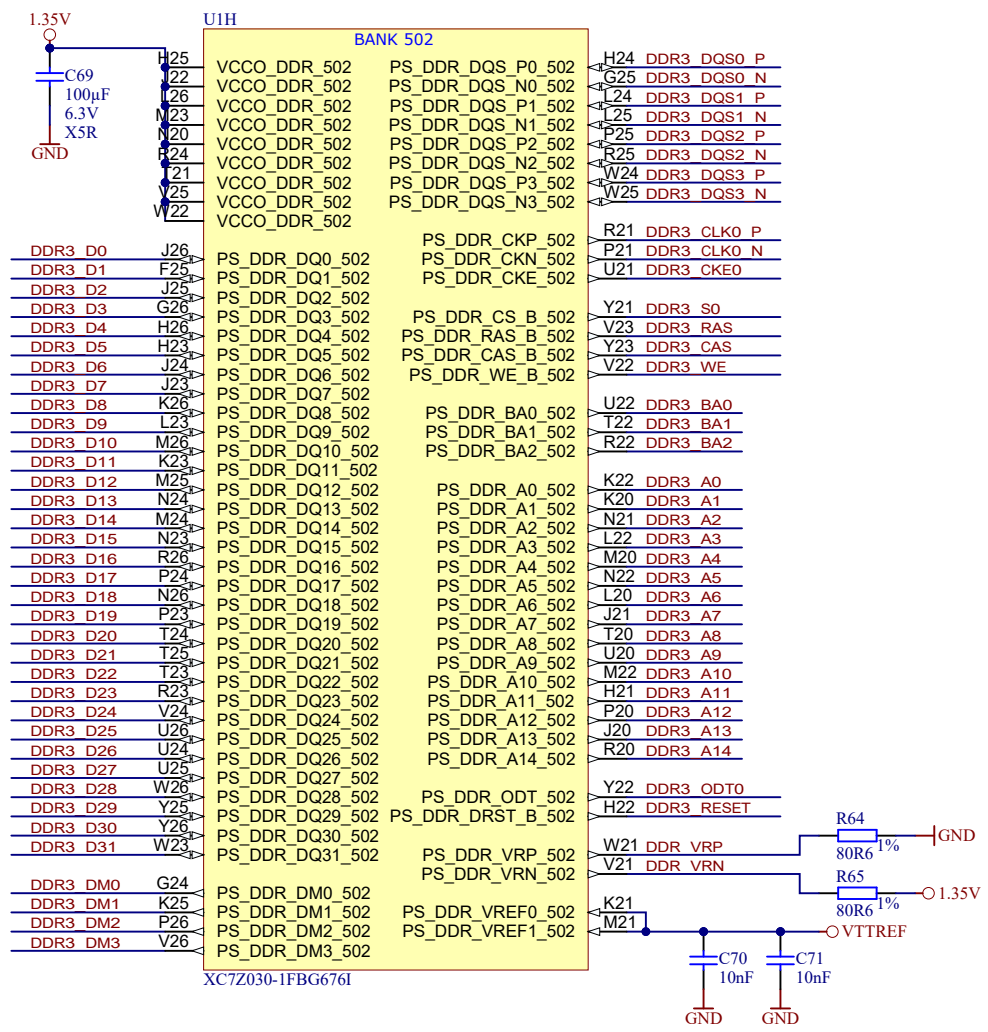 1.35V
U1H
BANK 502
C69
100µF
6.3V
X5R
GND
H25 VCCO_DDR_502 PS_DDR_DQS_P0_502 H24 DDR3_DQS0_P
J22 VCCO_DDR_502 PS_DDR_DQS_N0_502 G25 DDR3_DQS0_N
L26 VCCO_DDR_502 PS_DDR_DQS_P1_502 L24 DDR3_DQS1_P
M23 VCCO_DDR_502 PS_DDR_DQS_N1_502 L25 DDR3_DQS1_N
N20 VCCO_DDR_502 PS_DDR_DQS_P2_502 P25 DDR3_DQS2_P
R24 VCCO_DDR_502 PS_DDR_DQS_N2_502 R25 DDR3_DQS2_N
T21 VCCO_DDR_502 PS_DDR_DQS_P3_502 W24 DDR3_DQS3_P
V25 VCCO_DDR_502 PS_DDR_DQS_N3_502 W25 DDR3_DQS3_N
W22 VCCO_DDR_502
PS_DDR_CKP_502 R21 DDR3_CLK0_P
DDR3_D0 J26 PS_DDR_DQ0_502 PS_DDR_CKN_502 P21 DDR3_CLK0_N
DDR3_D1 F25 PS_DDR_DQ1_502 PS_DDR_CKE_502 U21 DDR3_CKE0
DDR3_D2 J25 PS_DDR_DQ2_502
DDR3_D3 G26 PS_DDR_DQ3_502 PS_DDR_CS_B_502 Y21 DDR3_S0
DDR3_D4 H26 PS_DDR_DQ4_502 PS_DDR_RAS_B_502 V23 DDR3_RAS
DDR3_D5 H23 PS_DDR_DQ5_502 PS_DDR_CAS_B_502 Y23 DDR3_CAS
DDR3_D6 J24 PS_DDR_DQ6_502 PS_DDR_WE_B_502 V22 DDR3_WE
DDR3_D7 J23 PS_DDR_DQ7_502
DDR3_D8 K26 PS_DDR_DQ8_502 PS_DDR_BA0_502 U22 DDR3_BA0
DDR3_D9 L23 PS_DDR_DQ9_502 PS_DDR_BA1_502 T22 DDR3_BA1
DDR3_D10 M26 PS_DDR_DQ10_502 PS_DDR_BA2_502 R22 DDR3_BA2
DDR3_D11 K23 PS_DDR_DQ11_502
DDR3_D12 M25 PS_DDR_DQ12_502 PS_DDR_A0_502 K22 DDR3_A0
DDR3_D13 N24 PS_DDR_DQ13_502 PS_DDR_A1_502 K20 DDR3_A1
DDR3_D14 M24 PS_DDR_DQ14_502 PS_DDR_A2_502 N21 DDR3_A2
DDR3_D15 N23 PS_DDR_DQ15_502 PS_DDR_A3_502 L22 DDR3_A3
DDR3_D16 R26 PS_DDR_DQ16_502 PS_DDR_A4_502 M20 DDR3_A4
DDR3_D17 P24 PS_DDR_DQ17_502 PS_DDR_A5_502 N22 DDR3_A5
DDR3_D18 N26 PS_DDR_DQ18_502 PS_DDR_A6_502 L20 DDR3_A6
DDR3_D19 P23 PS_DDR_DQ19_502 PS_DDR_A7_502 J21 DDR3_A7
DDR3_D20 T24 PS_DDR_DQ20_502 PS_DDR_A8_502 T20 DDR3_A8
DDR3_D21 T25 PS_DDR_DQ21_502 PS_DDR_A9_502 U20 DDR3_A9
DDR3_D22 T23 PS_DDR_DQ22_502 PS_DDR_A10_502 M22 DDR3_A10
DDR3_D23 R23 PS_DDR_DQ23_502 PS_DDR_A11_502 H21 DDR3_A11
DDR3_D24 V24 PS_DDR_DQ24_502 PS_DDR_A12_502 P20 DDR3_A12
DDR3_D25 U26 PS_DDR_DQ25_502 PS_DDR_A13_502 J20 DDR3_A13
DDR3_D26 U24 PS_DDR_DQ26_502 PS_DDR_A14_502 R20 DDR3_A14
DDR3_D27 U25 PS_DDR_DQ27_502
DDR3_D28 W26 PS_DDR_DQ28_502 PS_DDR_ODT_502 Y22 DDR3_ODT0
DDR3_D29 Y25 PS_DDR_DQ29_502 PS_DDR_DRST_B_502 H22 DDR3_RESET
DDR3_D30 Y26 PS_DDR_DQ30_502
DDR3_D31 W23 PS_DDR_DQ31_502 PS_DDR_VRP_502 W21 DDR_VRP
PS_DDR_VRN_502 V21 DDR_VRN
R64
80R6 1%
GND
R65
80R6 1%
1.35V
DDR3_DM0 G24 PS_DDR_DM0_502
DDR3_DM1 K25 PS_DDR_DM1_502 PS_DDR_VREF0_502 K21
DDR3_DM2 P26 PS_DDR_DM2_502 PS_DDR_VREF1_502 M21 VTTREF
DDR3_DM3 V26 PS_DDR_DM3_502
C70
10nF
C71
10nF
XC7Z030-1FBG676I
GND
GND